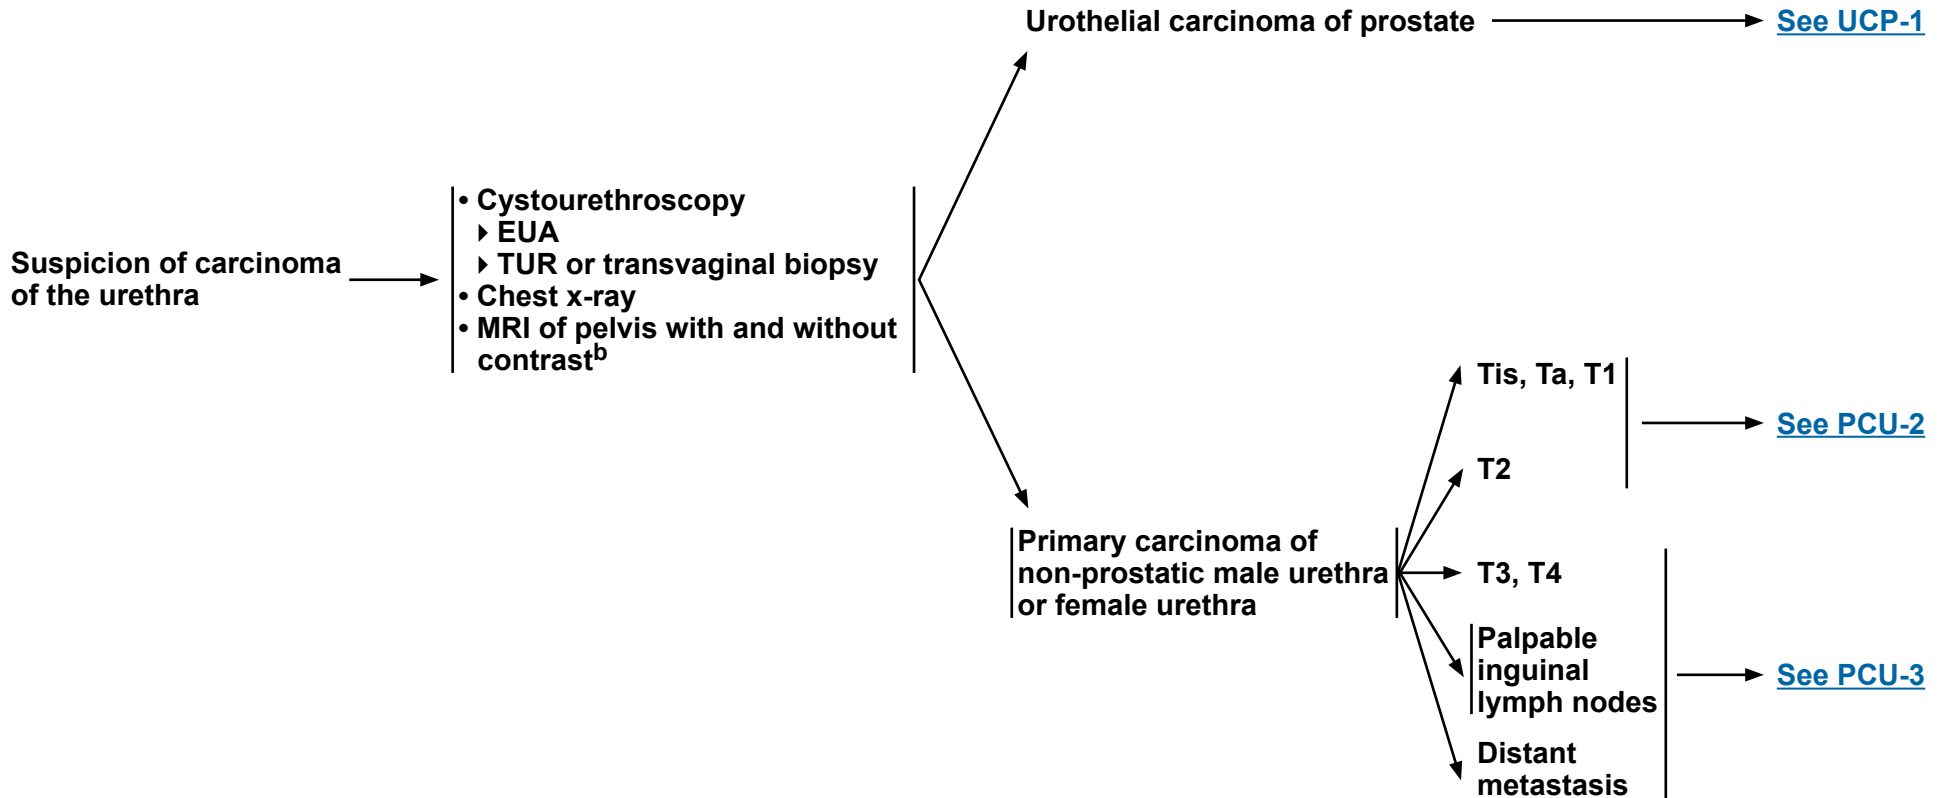 Urothelial carcinoma of prostate
See UCP-1
• Cystourethroscopy
▸ EUA
▸ TUR or transvaginal biopsy
• Chest x-ray
• MRI of pelvis with and without
contrastᵇ
Suspicion of carcinoma
of the urethra
Tis, Ta, T1
See PCU-2
T2
Primary carcinoma of
non-prostatic male urethra
or female urethra
T3, T4
Palpable
inguinal
lymph nodes
See PCU-3
Distant
metastasis